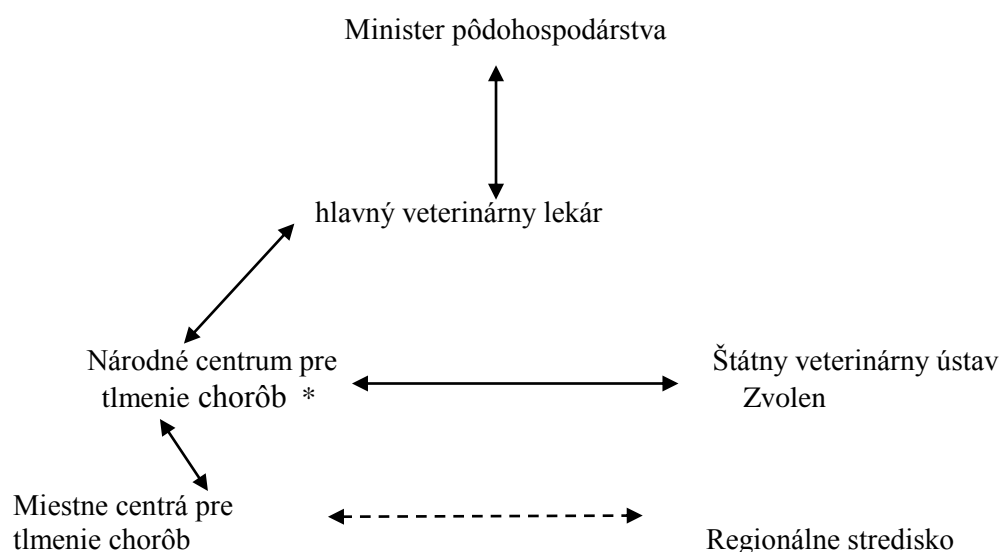 Minister pôdohospodárstva
hlavný veterinárny lekár
Národné centrum pre
tlmenie chorôb *
Štátny veterinárny ústav
Zvolen
Miestne centrá pre
tlmenie chorôb
Regionálne stredisko